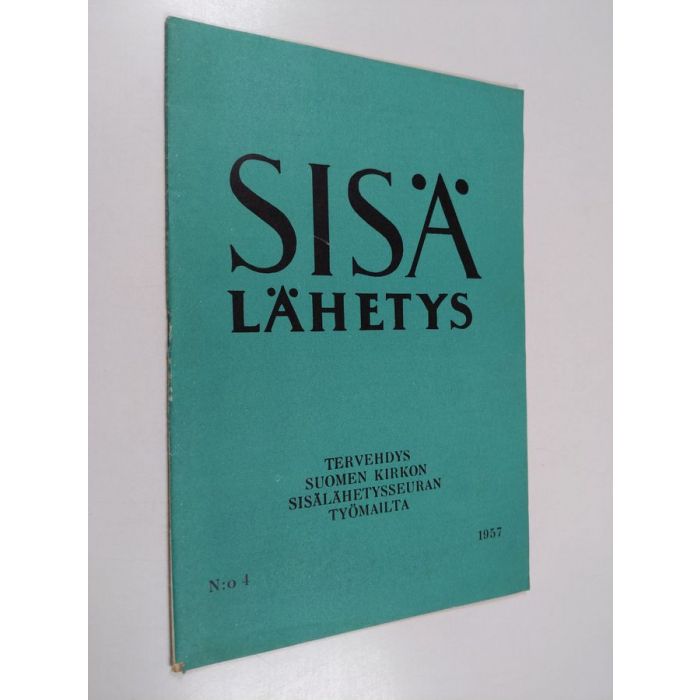 SISÄ
LÄHETYS
TERVEHDYS
SUOMEN KIRKON
SISÄLÄHETYSSEURAN
TYÖMAILTA
1957
N:o 4